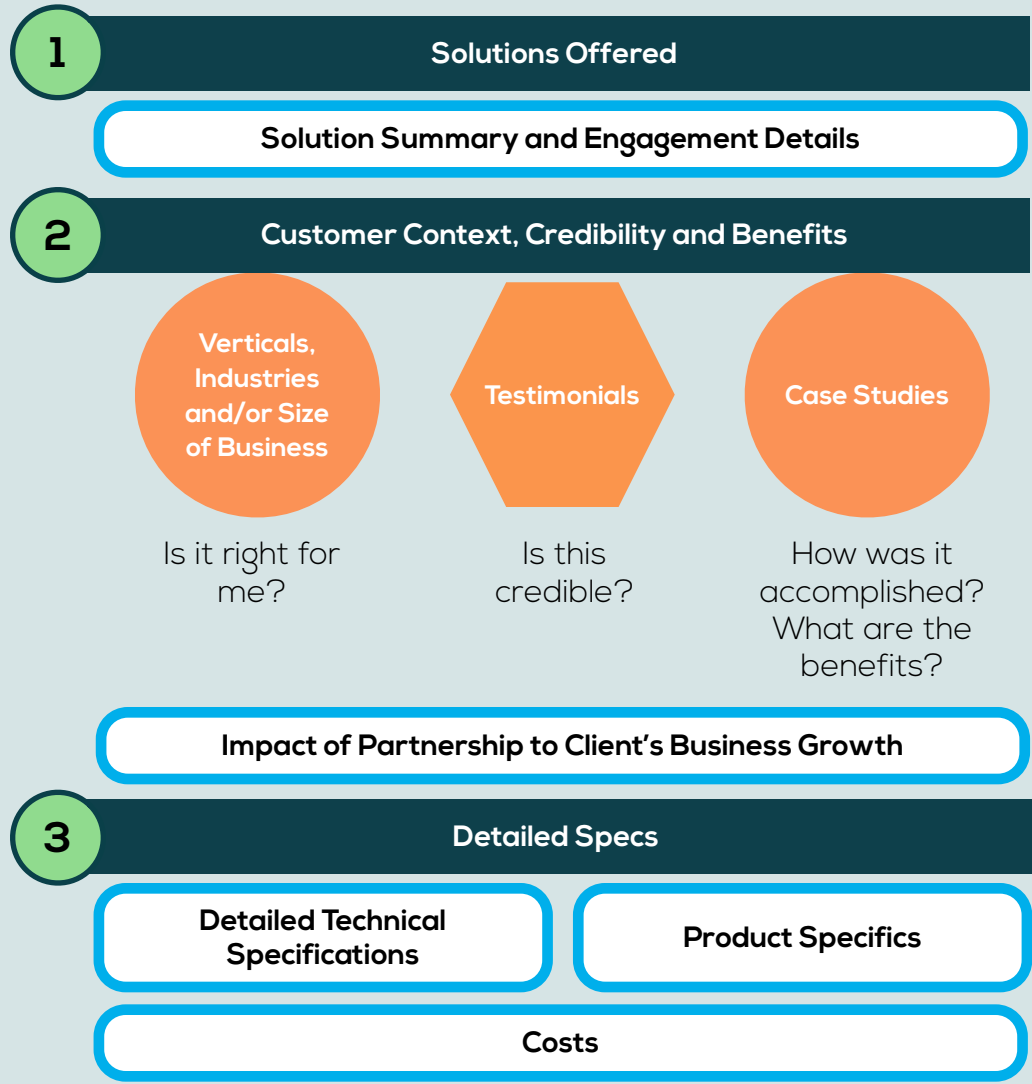 1
Solutions Offered
Solution Summary and Engagement Details
2
Customer Context, Credibility and Benefits
Verticals,
Industries
and/or Size
of Business
Testimonials
Case Studies
Is it right for
me?
Is this
credible?
How was it
accomplished?
What are the
benefits?
Impact of Partnership to Client’s Business Growth
3
Detailed Specs
Detailed Technical
Specifications
Product Specifics
Costs